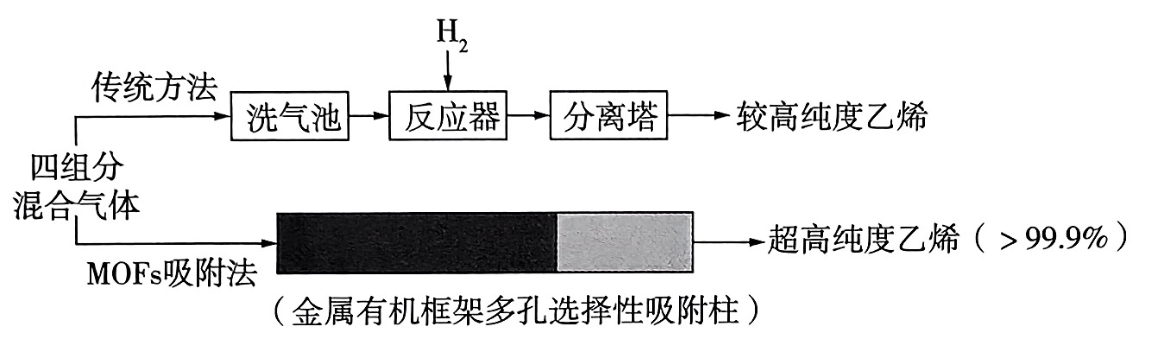 H₂
传统方法
洗气池
反应器
分离塔
较高纯度乙烯
四组分
混合气体
MOFs吸附法
超高纯度乙烯（>99.9%）
（金属有机框架多孔选择性吸附柱）